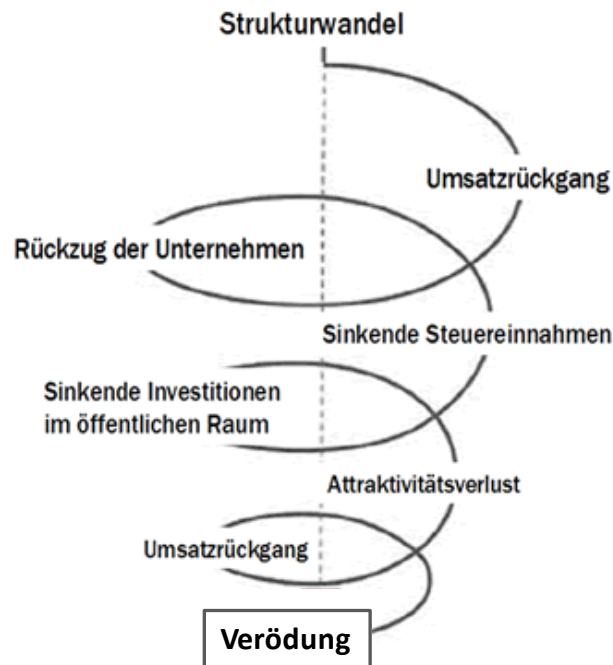 Strukturwandel
Umsatzrückgang
Rückzug der Unternehmen
Sinkende Steuereinnahmen
Sinkende Investitionen
im öffentlichen Raum
Attraktivitätsverlust
Umsatzrückgang
Verödung